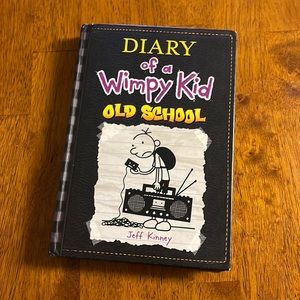 DIARY
of a
Wimpy Kid
OLD SCHOOL
Jeff Kinney